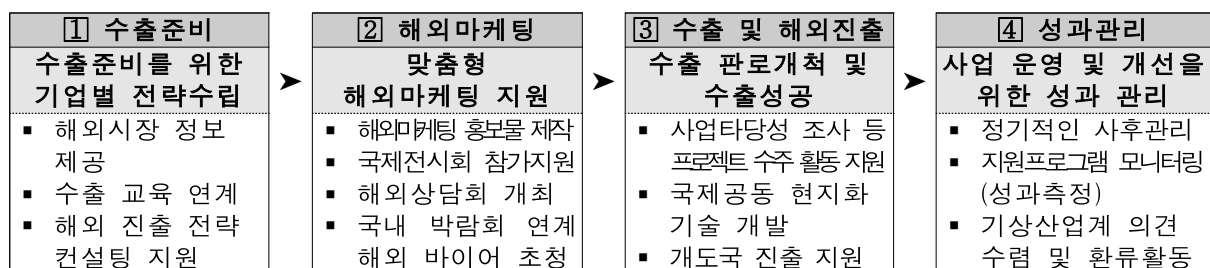 1 수출준비
수출준비를 위한
기업별 전략수립
▪ 해외시장 정보
제공
▪ 수출 교육 연계
▪ 해외 진출 전략
컨설팅 지원
➤
2 해외마케팅
맞춤형
해외마케팅 지원
▪ 해외마케팅 홍보물 제작
▪ 국제전시회 참가지원
▪ 해외상담회 개최
▪ 국내 박람회 연계
해외 바이어 초청
➤
3 수출 및 해외진출
수출 판로개척 및
수출성공
▪ 사업타당성 조사 등
프로젝트 수주 활동 지원
▪ 국제공동 현지화
기술 개발
▪ 개도국 진출 지원
➤
4 성과관리
사업 운영 및 개선을
위한 성과 관리
▪ 정기적인 사후관리
▪ 지원프로그램 모니터링
(성과측정)
▪ 기상산업계 의견
수렴 및 환류활동